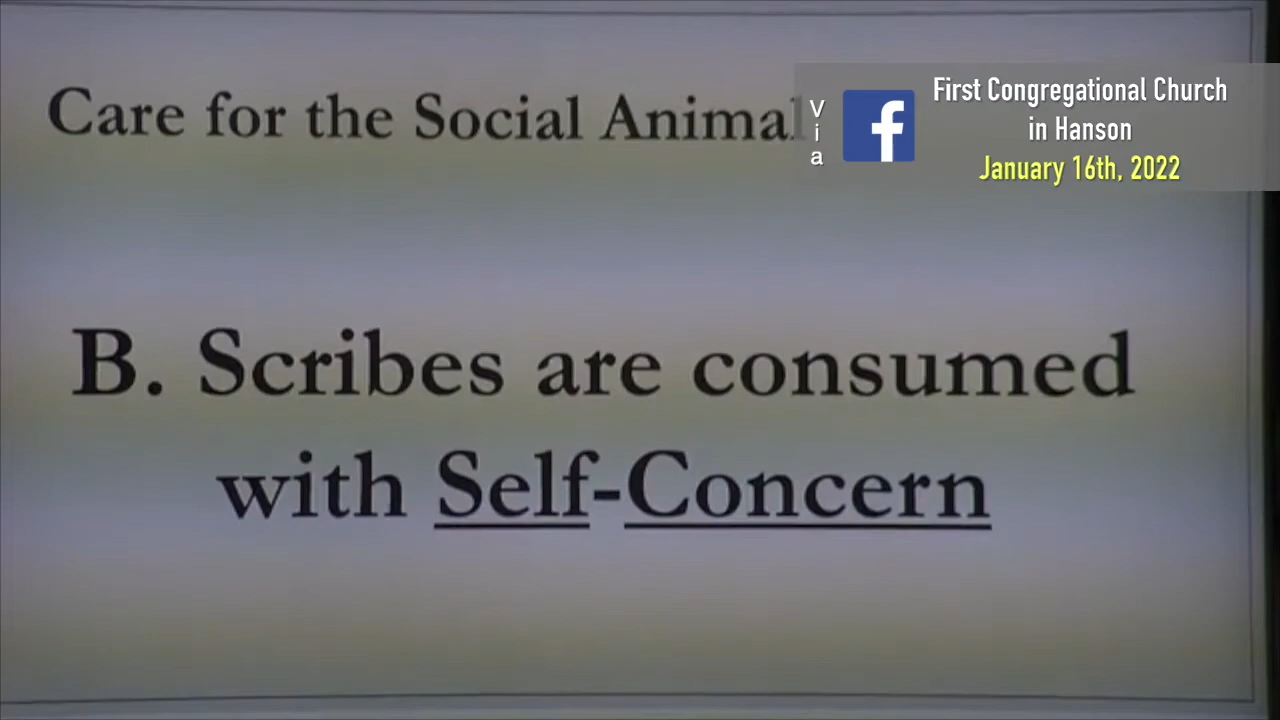 Care for the Social Animal
Via
f
First Congregational Church
in Hanson
January 16th, 2022
B. Scribes are consumed
with Self-Concern